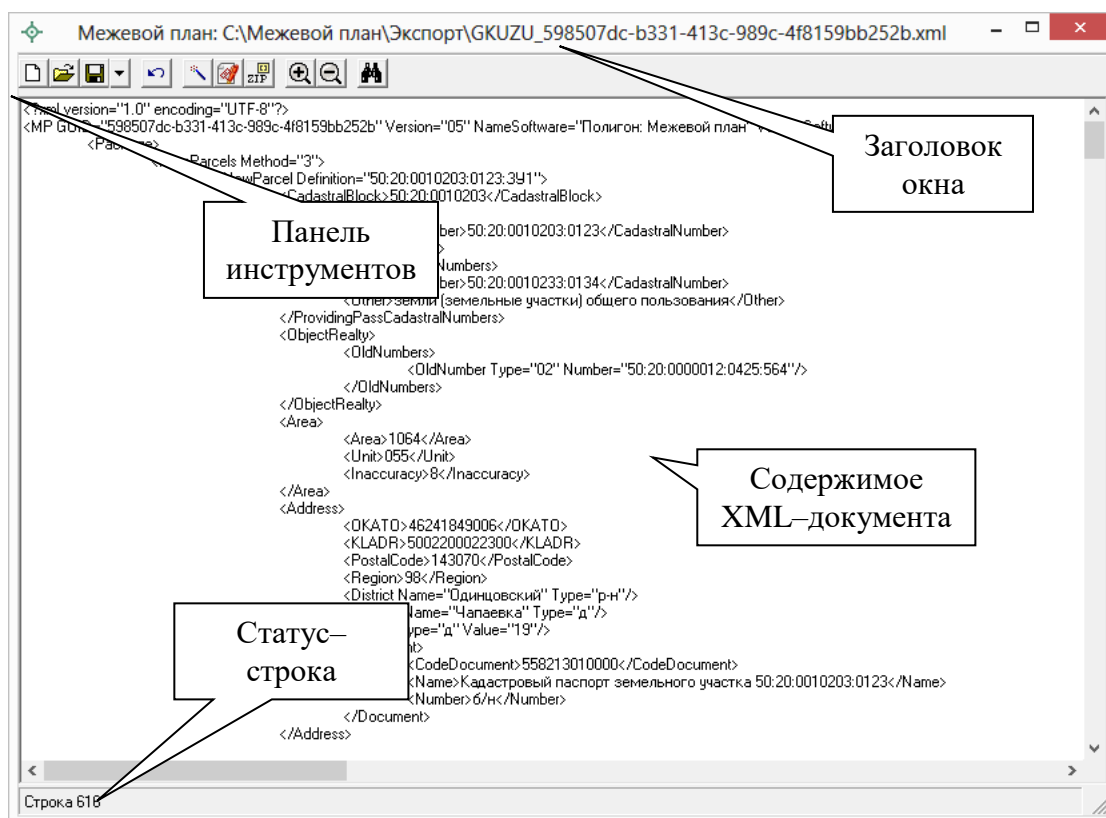 Межевой план: C:\Межевой план\Экспорт\GKUZU_598507dc-b331-413c-989c-4f8159bb252b.xml
ZIP
<?xml version="1.0" encoding="UTF-8"?>
<MP GUID="598507dc-b331-413c-989c-4f8159bb252b" Version="05" NameSoftware="Полигон: Межевой план"
Заголовок
окна
Parcels Method="3">
Parcel Definition="50:20:0010203:0123:ЗУ1">
<CadastralBlock>50:20:0010203</CadastralBlock>
Панель
инструментов
ber>50:20:0010203:0123</CadastralNumber>
>
Numbers>
ber>50:20:0010233:0134</CadastralNumber>
<Other>земли (земельные участки) общего пользования</Other>
</ProvidingPassCadastralNumbers>
<ObjectRealty>
<OldNumbers>
<OldNumber Type="02" Number="50:20:0000012:0425:564"/>
</OldNumbers>
</ObjectRealty>
<Area>
<Area>1064</Area>
<Unit>055</Unit>
<Inaccuracy>8</Inaccuracy>
</Area>
Содержимое
XML–документа
<Address>
<OKATO>46241849006</OKATO>
<KLADR>5002200022300</KLADR>
<PostalCode>143070</PostalCode>
<Region>98</Region>
<District Name="Одинцовский" Type="р-н"/>
Name="Чапаевка" Type="д"/>
ype="д" Value="19"/>
Статус–
строка
nt>
<CodeDocument>558213010000</CodeDocument>
<Name>Кадастровый паспорт земельного участка 50:20:0010203:0123</Name>
<Number>б/н</Number>
</Document>
</Address>
Строка 616